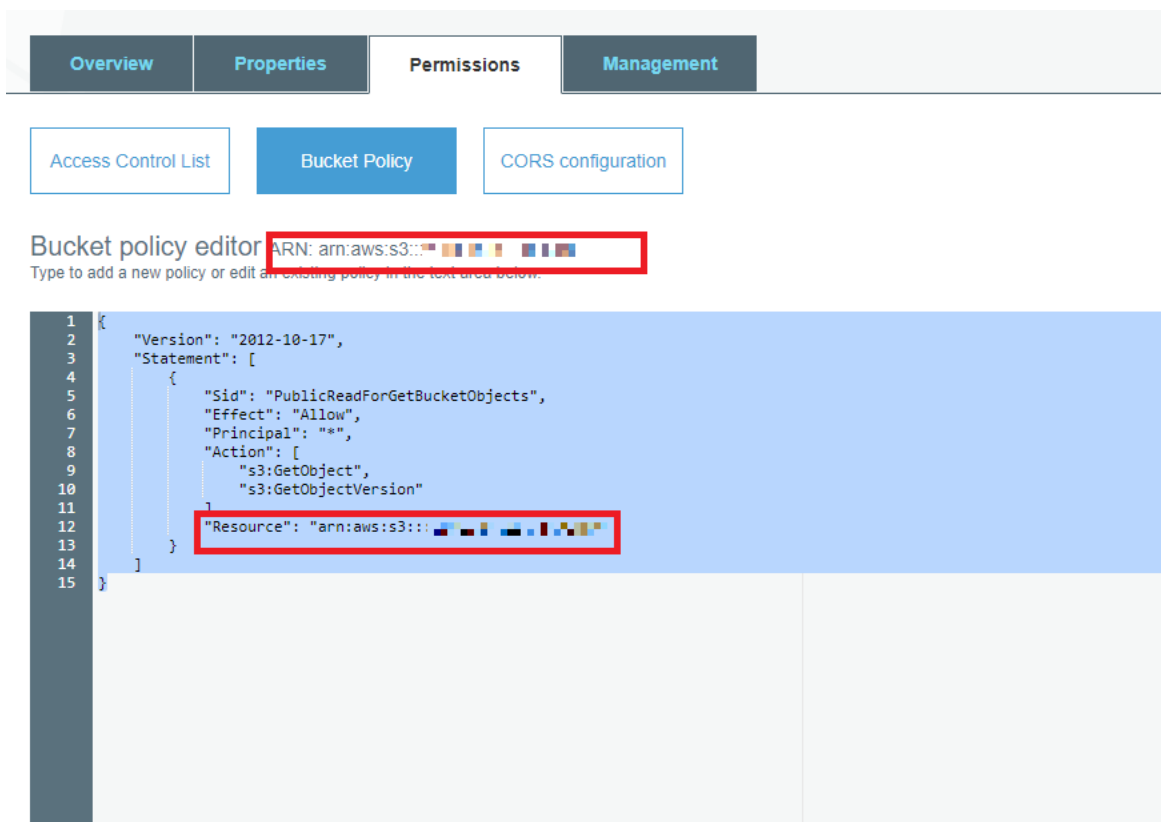 Overview Properties Permissions Management
Access Control List Bucket Policy CORS configuration
Bucket policy editor ARN: arn:aws:s3:::
Type to add a new policy or edit an existing policy in the text area below.
1 {
2 "Version": "2012-10-17",
3 "Statement": [
4 {
5 "Sid": "PublicReadForGetBucketObjects",
6 "Effect": "Allow",
7 "Principal": "*",
8 "Action": [
9 "s3:GetObject",
10 "s3:GetObjectVersion"
11 ]
12 "Resource": "arn:aws:s3:::
13 }
14 ]
15 }